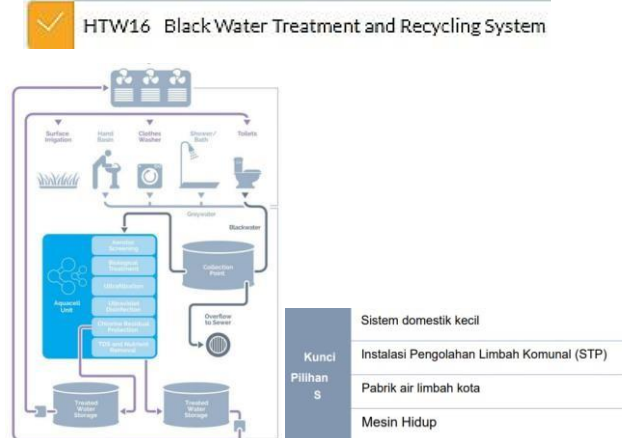 HTW16 Black Water Treatment and Recycling System
Surface Irrigation
Hand Basin
Clothes Washer
Shower/ Bath
Toilets
Greywater
Blackwater
Aquacell Unit
Aerated Screening
Biological Treatment
Ultrafiltration
Ultraviolet Disinfection
Chlorine Residual Protection
TDS and Nutrient Removal
Collection Point
Overflow to Sewer
Treated Water Storage
Treated Water Storage
Kunci
Pilihan
S
Sistem domestik kecil
Instalasi Pengolahan Limbah Komunal (STP)
Pabrik air limbah kota
Mesin Hidup